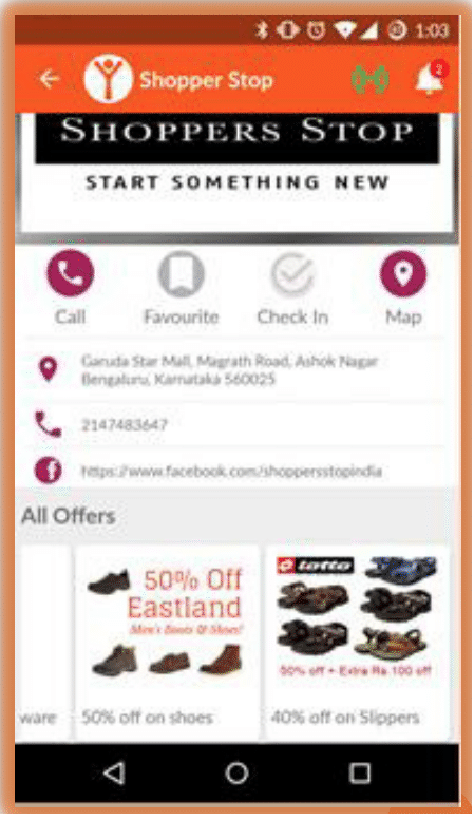 1:03
Shopper Stop
2
SHOPPERS STOP
START SOMETHING NEW
Call
Favourite
Check In
Map
Garuda Star Mall, Magrath Road, Ashok Nagar
Bengaluru, Karnataka 560025
2147483647
https://www.facebook.com/shoppersstopindia
All Offers
50% Off
Eastland
Men's Boots & Shoes!
lotto
50% off + Extra Rs.100 off
ware
50% off on shoes
40% off on Slippers